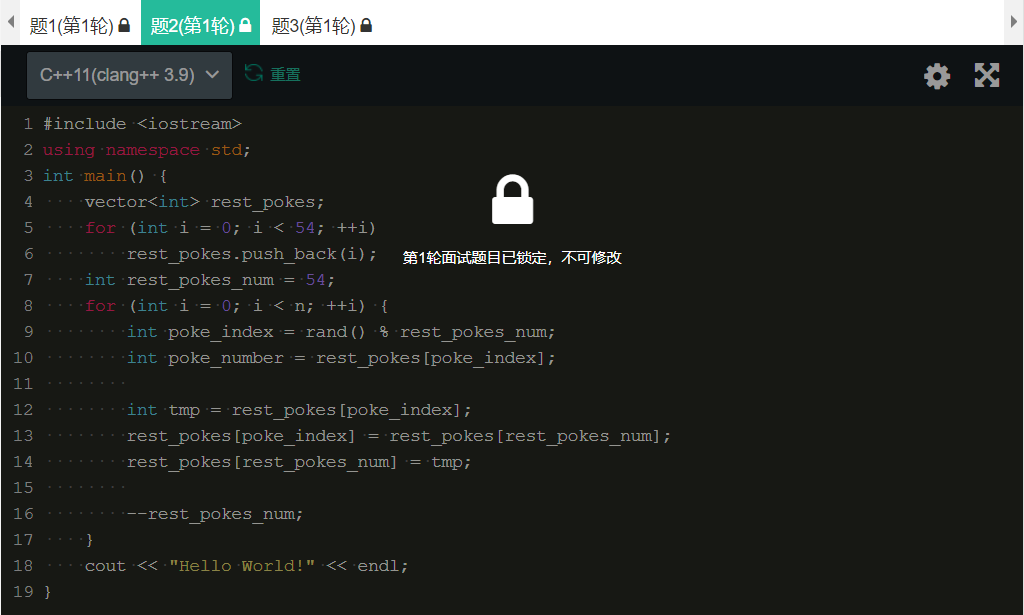 题1(第1轮) 题2(第1轮) 题3(第1轮)
C++11(clang++ 3.9) 重置
1 #include <iostream>
2 using namespace std;
3 int main() {
4     vector<int> rest_pokes;
5     for (int i = 0; i < 54; ++i)
6         rest_pokes.push_back(i);
第1轮面试题目已锁定，不可修改
7     int rest_pokes_num = 54;
8     for (int i = 0; i < n; ++i) {
9         int poke_index = rand() % rest_pokes_num;
10         int poke_number = rest_pokes[poke_index];
11
12         int tmp = rest_pokes[poke_index];
13         rest_pokes[poke_index] = rest_pokes[rest_pokes_num];
14         rest_pokes[rest_pokes_num] = tmp;
15
16         --rest_pokes_num;
17     }
18     cout << "Hello World!" << endl;
19 }